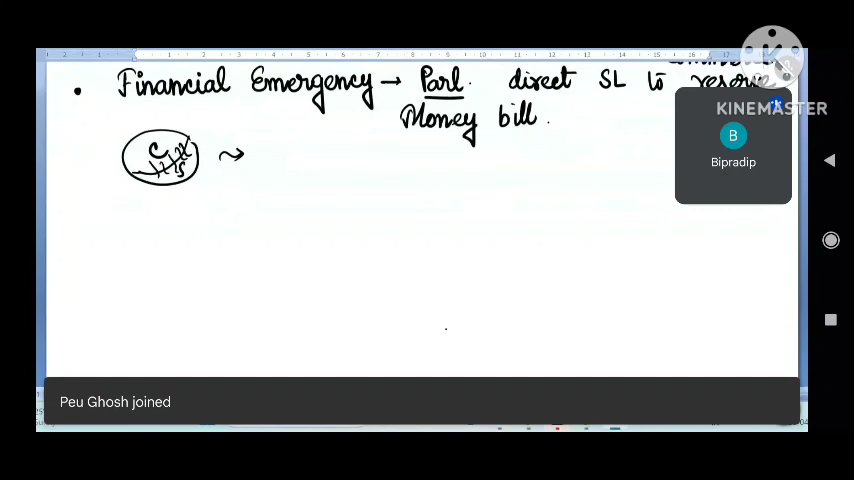 • Financial Emergency → Parl. direct SL to reserve
Money bill.
C
S
KINEMASTER
B
Bipradip
Peu Ghosh joined